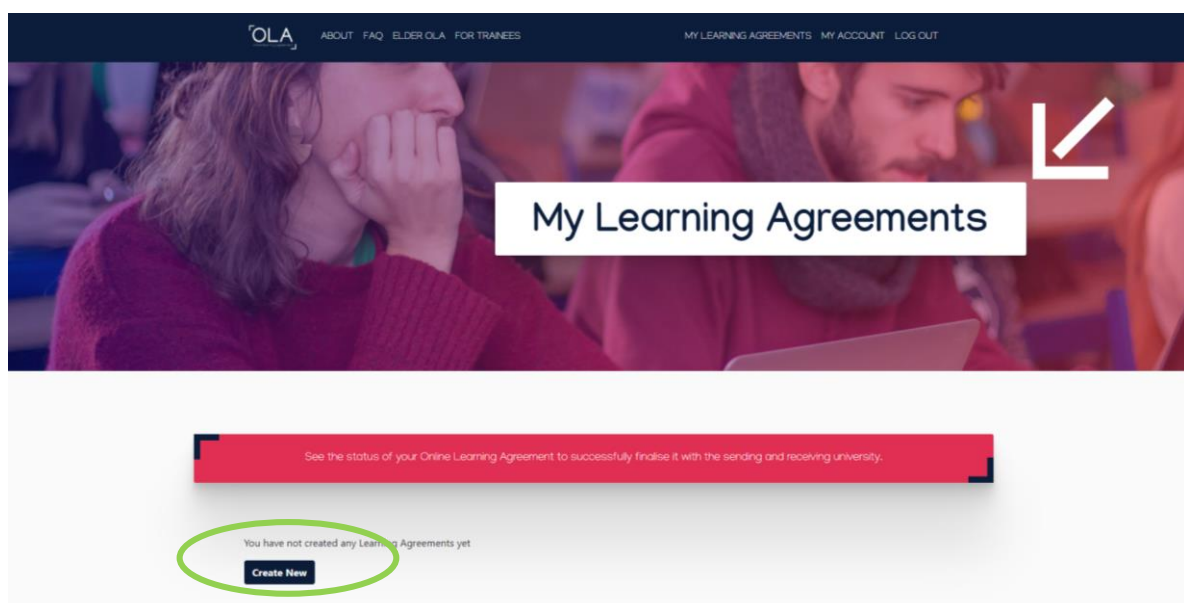 OLA
ABOUT FAQ ELDER OLA FOR TRAINEES
MY LEARNING AGREEMENTS MY ACCOUNT LOG OUT
My Learning Agreements
See the status of your Online Learning Agreement to successfully finalise it with the sending and receiving university.
You have not created any Learning Agreements yet
Create New